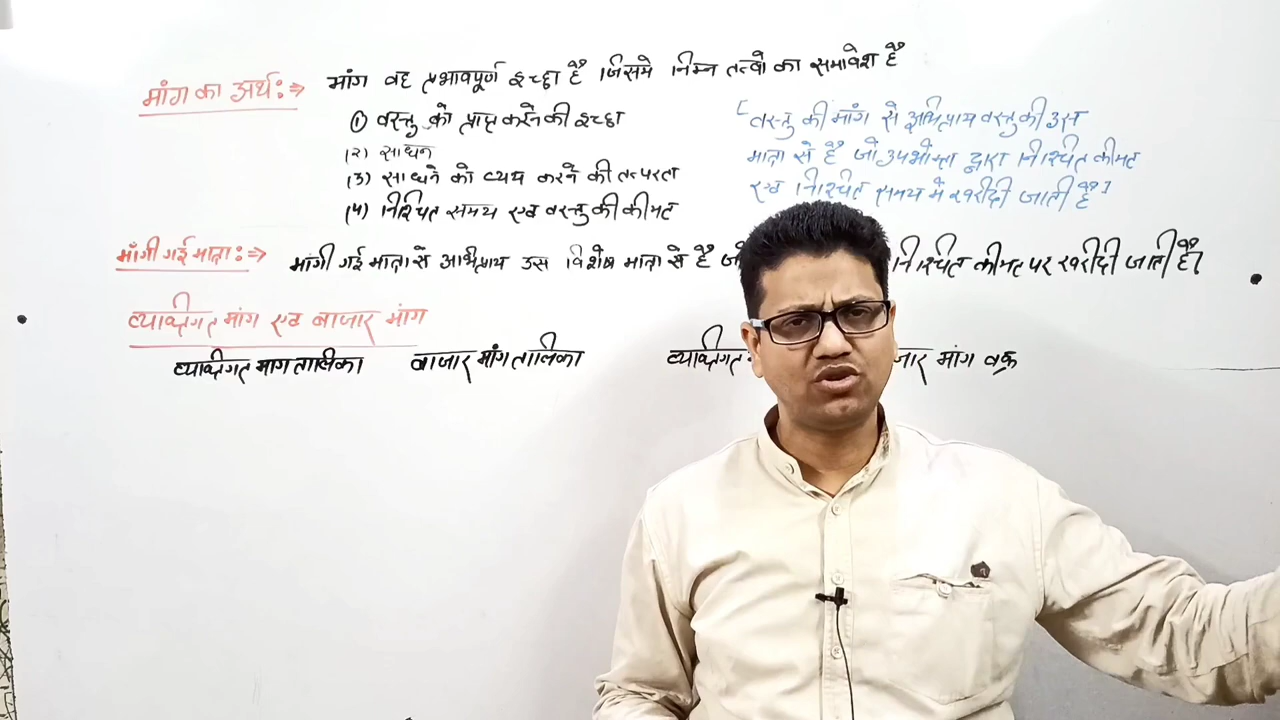 मांग का अर्थ:⇒ मांग वह प्रभावपूर्ण इच्छा है जिसमे निम्न तत्वो का समावेश है
① वस्तु को प्राप्त करने की इच्छा
(2) साधन
(3) साधनो को व्यय करने की तत्परता
(4) निश्चित समय एवं वस्तु की कीमत
[वस्तु की मांग से अभिप्राय वस्तु की उस
मात्रा से है जो उपभोक्ता द्वारा निश्चित कीमत
एवं निश्चित समय में खरीदी जाती है]
माँगी गई मात्रा:⇒ मांगी गई मात्रा से अभिप्राय उस विशेष मात्रा से है जो निश्चित कीमत पर खरीदी जाती है।
व्यक्तिगत मांग एवं बाजार मांग
व्यक्तिगत मांग तालिका बाजार मांग तालिका व्यक्तिगत मांग वक्र